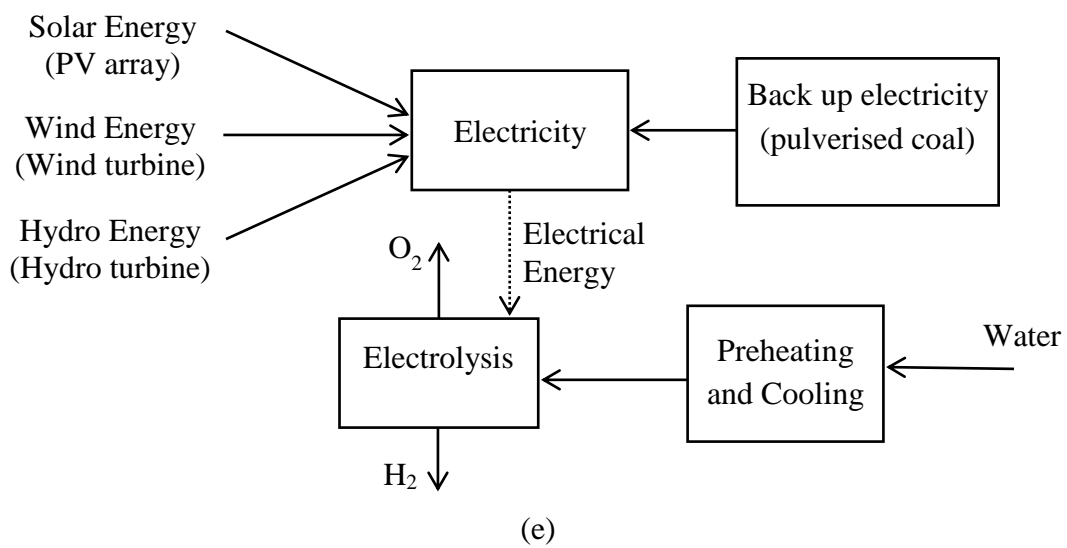 Solar Energy
(PV array)
Wind Energy
(Wind turbine)
Hydro Energy
(Hydro turbine)
Electricity
Back up electricity
(pulverised coal)
Electrical
Energy
O₂
Electrolysis
H₂
Preheating
and Cooling
Water
(e)